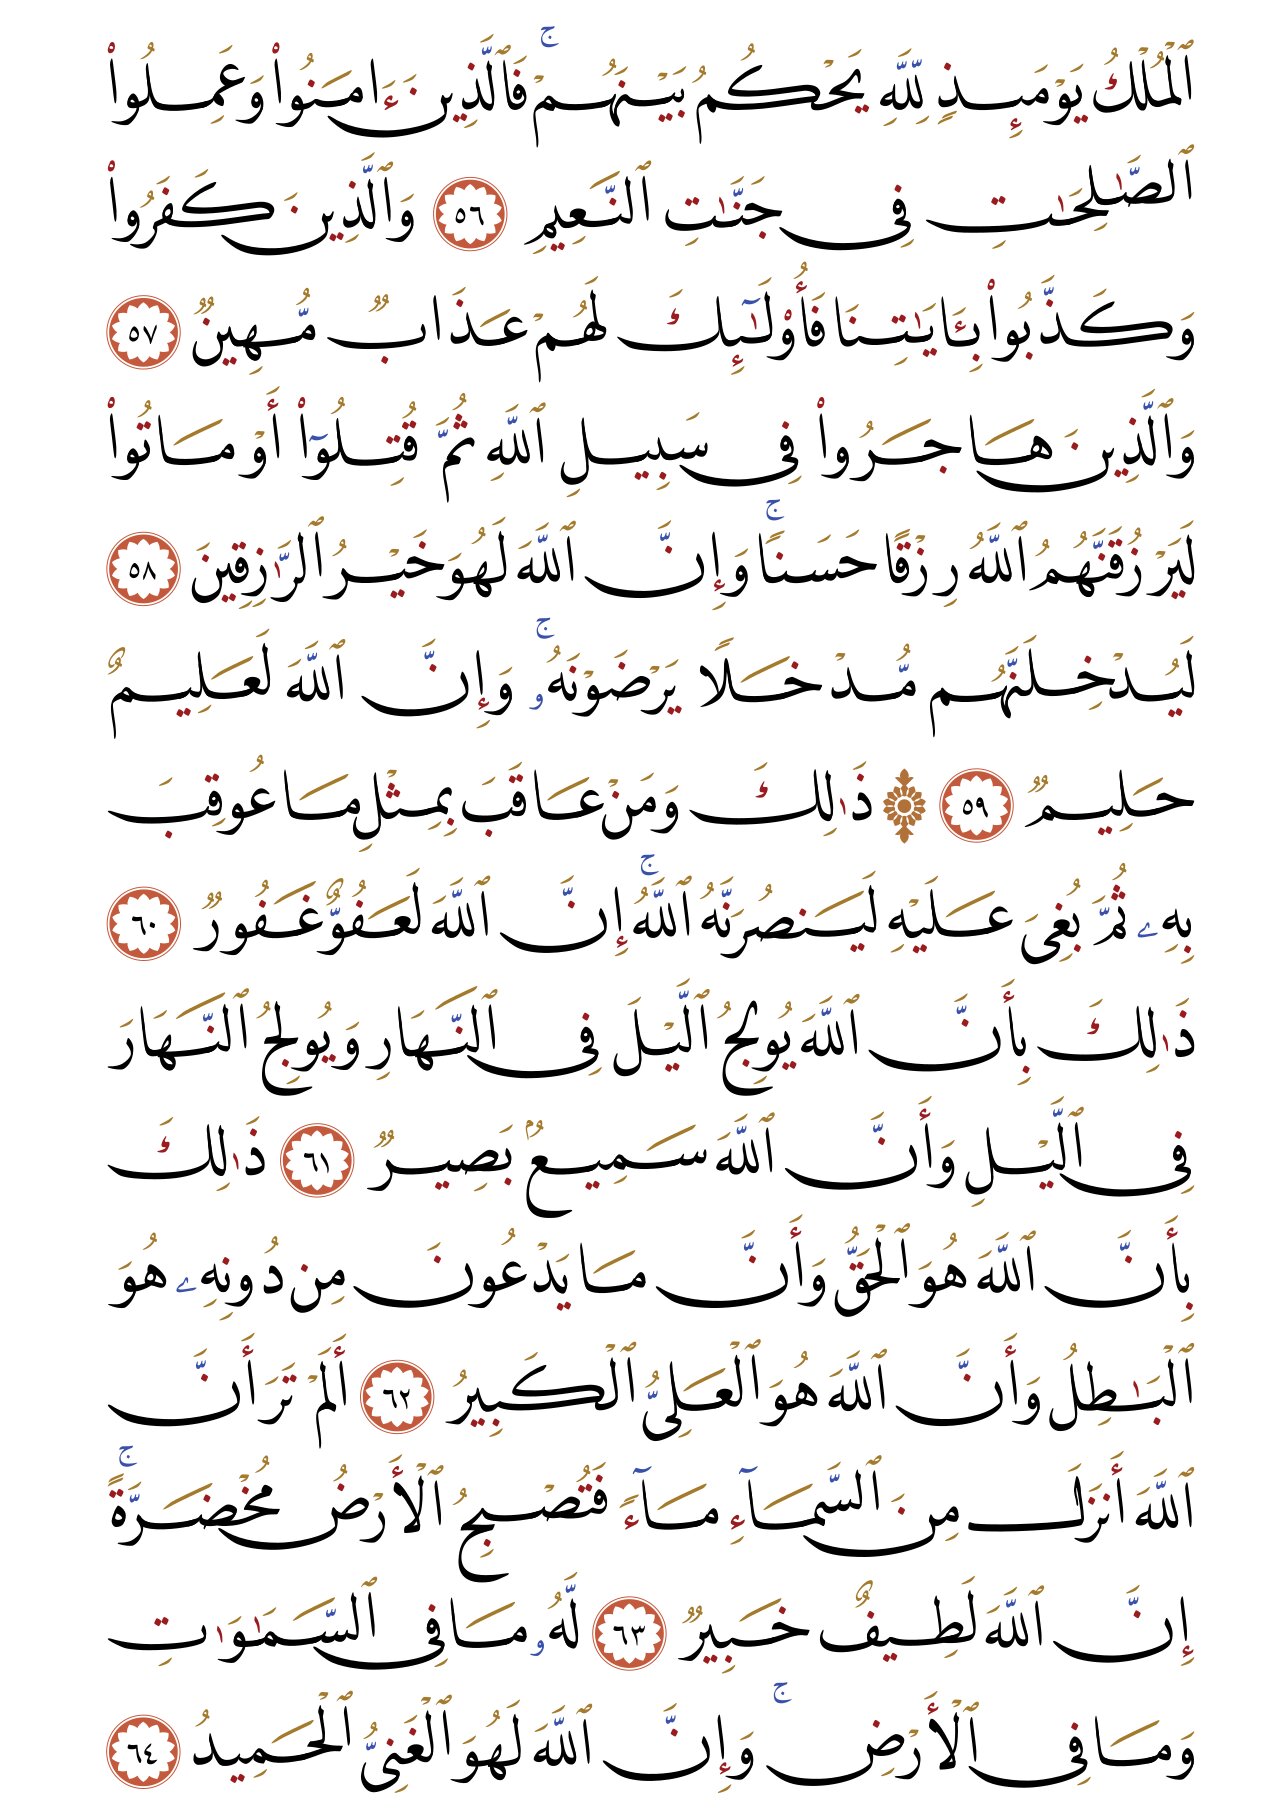 ٱلۡمُلۡكُ يَوۡمَئِذٖ لِّلَّهِ يَحۡكُمُ بَيۡنَهُمۡۚ فَٱلَّذِينَ ءَامَنُواْ وَعَمِلُواْ
ٱلصَّٰلِحَٰتِ فِي جَنَّٰتِ ٱلنَّعِيمِ ٥٦ وَٱلَّذِينَ كَفَرُواْ
وَكَذَّبُواْ بِـَٔايَٰتِنَا فَأُوْلَٰٓئِكَ لَهُمۡ عَذَابٞ مُّهِينٞ ٥٧
وَٱلَّذِينَ هَاجَرُواْ فِي سَبِيلِ ٱللَّهِ ثُمَّ قُتِلُوٓاْ أَوۡ مَاتُواْ
لَيَرۡزُقَنَّهُمُ ٱللَّهُ رِزۡقًا حَسَنٗاۚ وَإِنَّ ٱللَّهَ لَهُوَ خَيۡرُ ٱلرَّٰزِقِينَ ٥٨
لَيُدۡخِلَنَّهُم مُّدۡخَلٗا يَرۡضَوۡنَهُۥۚ وَإِنَّ ٱللَّهَ لَعَلِيمٌ
حَلِيمٞ ٥٩ ۞ ذَٰلِكَ وَمَنۡ عَاقَبَ بِمِثۡلِ مَا عُوقِبَ
بِهِۦ ثُمَّ بُغِيَ عَلَيۡهِ لَيَنصُرَنَّهُ ٱللَّهُۚ إِنَّ ٱللَّهَ لَعَفُوٌّ غَفُورٞ ٦٠
ذَٰلِكَ بِأَنَّ ٱللَّهَ يُولِجُ ٱلَّيۡلَ فِي ٱلنَّهَارِ وَيُولِجُ ٱلنَّهَارَ
فِي ٱلَّيۡلِ وَأَنَّ ٱللَّهَ سَمِيعُۢ بَصِيرٞ ٦١ ذَٰلِكَ
بِأَنَّ ٱللَّهَ هُوَ ٱلۡحَقُّ وَأَنَّ مَا يَدۡعُونَ مِن دُونِهِۦ هُوَ
ٱلۡبَٰطِلُ وَأَنَّ ٱللَّهَ هُوَ ٱلۡعَلِيُّ ٱلۡكَبِيرُ ٦٢ أَلَمۡ تَرَ أَنَّ
ٱللَّهَ أَنزَلَ مِنَ ٱلسَّمَآءِ مَآءٗ فَتُصۡبِحُ ٱلۡأَرۡضُ مُخۡضَرَّةًۚ
إِنَّ ٱللَّهَ لَطِيفٌ خَبِيرٞ ٦٣ لَّهُۥ مَا فِي ٱلسَّمَٰوَٰتِ
وَمَا فِي ٱلۡأَرۡضِۚ وَإِنَّ ٱللَّهَ لَهُوَ ٱلۡغَنِيُّ ٱلۡحَمِيدُ ٦٤